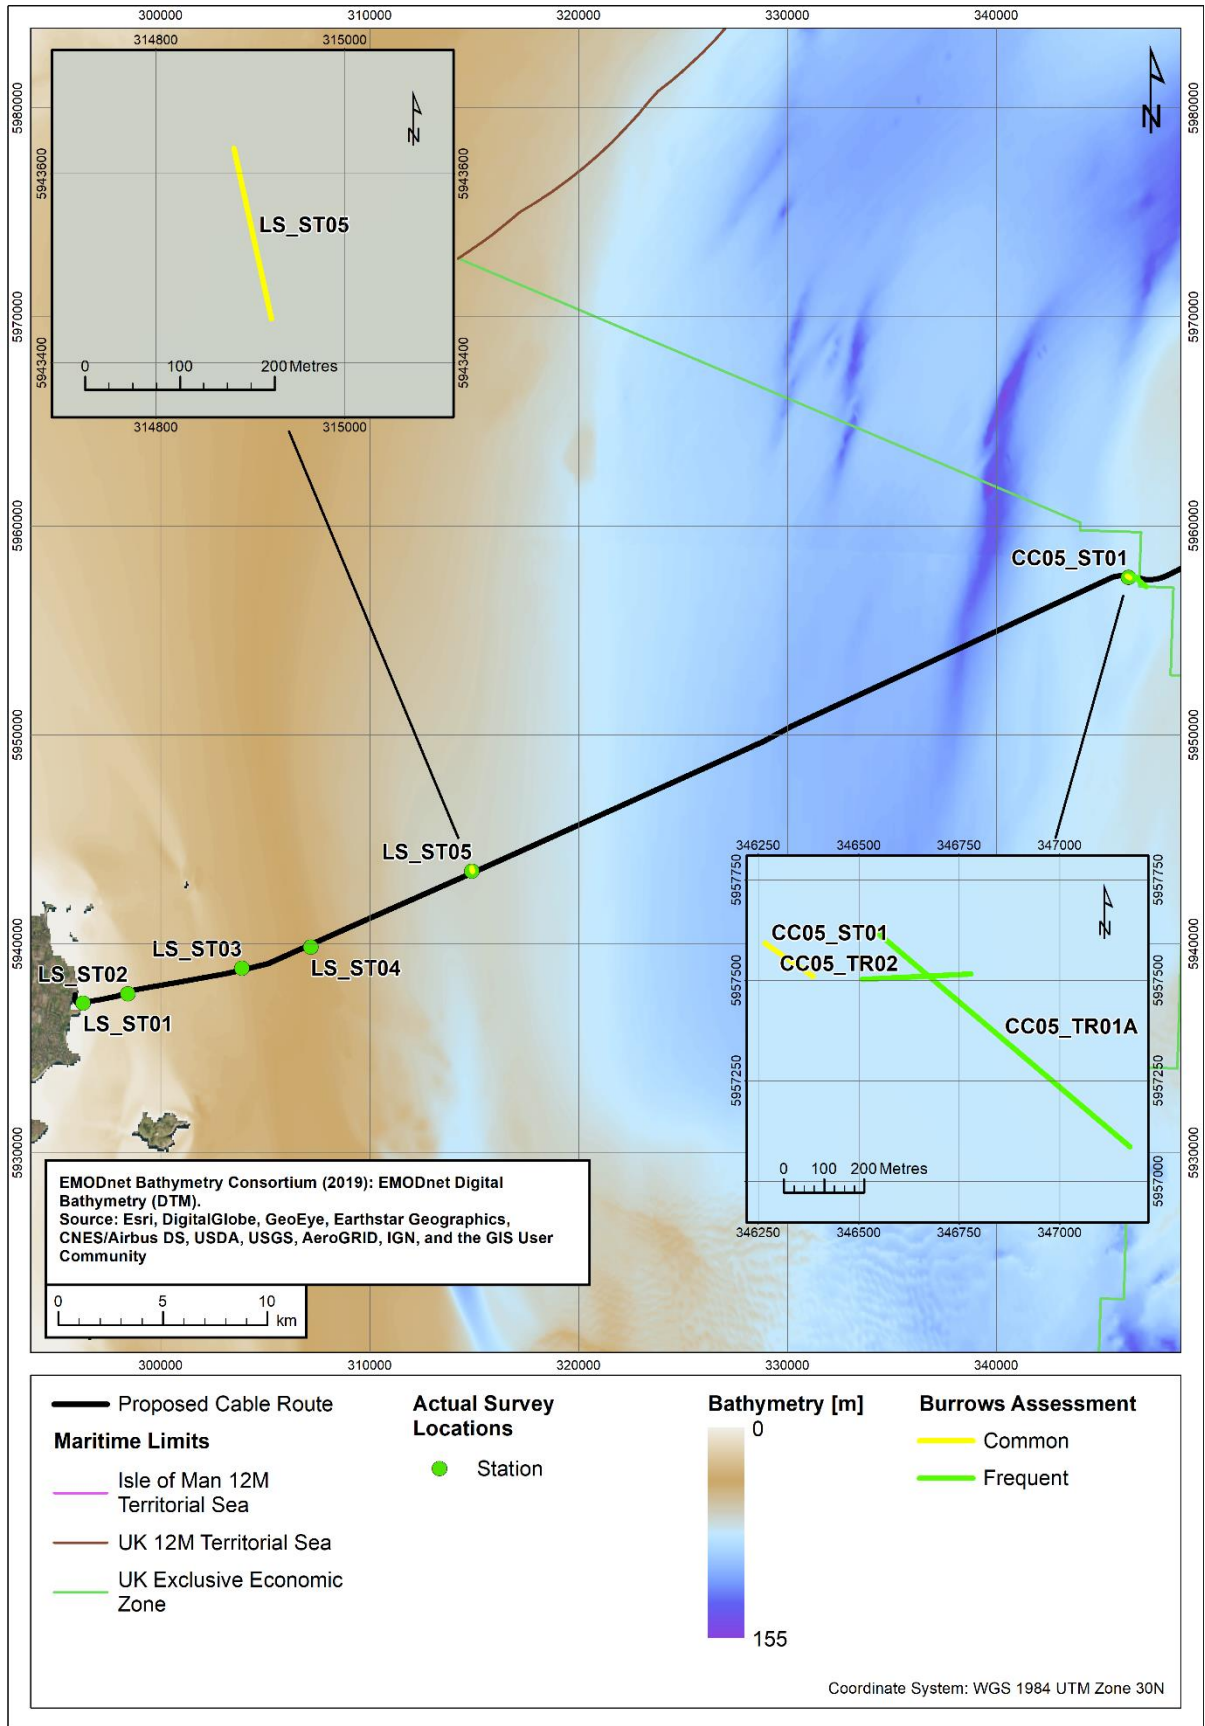 300000 310000 320000 330000 340000
314800 315000
5980000 5980000
N
N
5943600 5943600
LS_ST05
5970000 5970000
5943400 5943400
0 100 200 Metres
314800 315000
5960000 5960000
CC05_ST01
5950000 5950000
LS_ST05
346250 346500 346750 347000
5957750 5957750
N
5940000 5940000
LS_ST03
CC05_ST01
LS_ST02
LS_ST04
CC05_TR02
5957500 5957500
LS_ST01
CC05_TR01A
5957250 5957250
5930000 5930000
0 100 200 Metres
5957000 5957000
346250 346500 346750 347000
EMODnet Bathymetry Consortium (2019): EMODnet Digital
Bathymetry (DTM).
Source: Esri, DigitalGlobe, GeoEye, Earthstar Geographics,
CNES/Airbus DS, USDA, USGS, AeroGRID, IGN, and the GIS User
Community
0 5 10
km
300000 310000 320000 330000 340000
Proposed Cable Route
Maritime Limits
Isle of Man 12M
Territorial Sea
UK 12M Territorial Sea
UK Exclusive Economic
Zone
Actual Survey
Locations
Station
Bathymetry [m]
0
155
Burrows Assessment
Common
Frequent
Coordinate System: WGS 1984 UTM Zone 30N